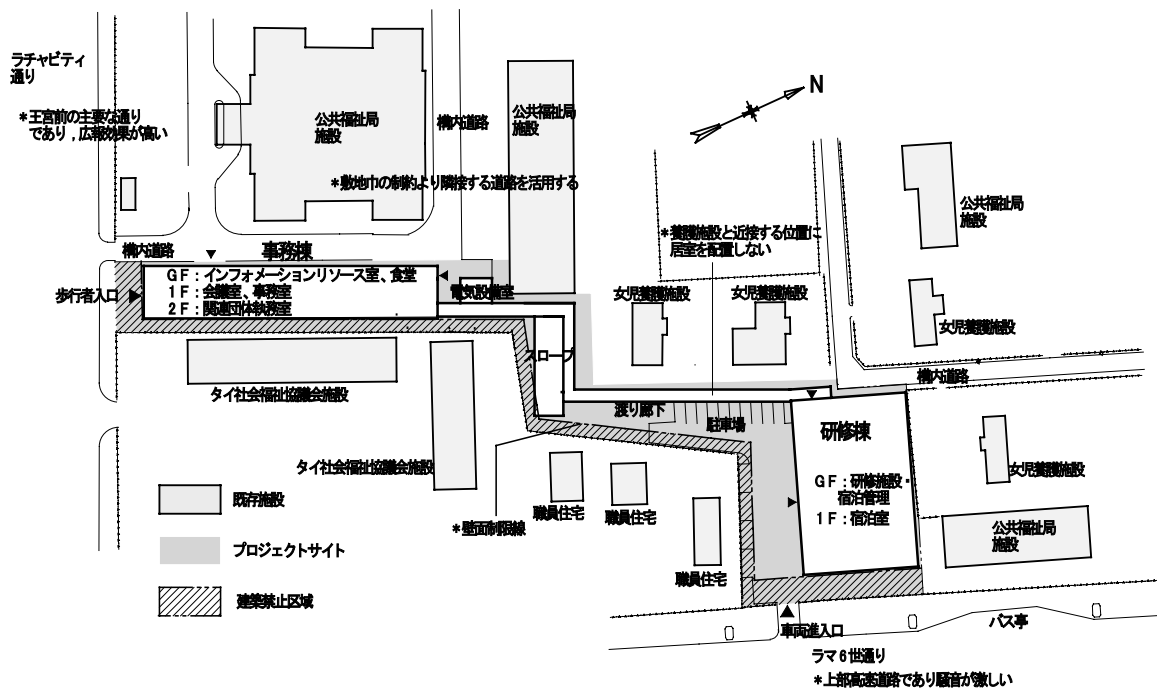 ラチャビティ
通り
＊王宮前の主要な通り
であり，広報効果が高い
公共福祉局
施設
構内道路
公共福祉局
施設
＊敷地巾の制約より隣接する道路を活用する
N
公共福祉局
施設
＊養護施設と近接する位置に
居室を配置しない
構内道路
事務棟
歩行者入口
GF：インフォメーションリソース室、食堂
1F：会議室、事務室
2F：関連団体執務室
電気設備室
女児養護施設
女児養護施設
女児養護施設
スロープ
構内道路
タイ社会福祉協議会施設
渡り廊下
駐車場
研修棟
GF：研修施設・
宿泊管理
1F：宿泊室
女児養護施設
タイ社会福祉協議会施設
既存施設
職員住宅
職員住宅
＊壁面制限線
公共福祉局
施設
プロジェクトサイト
職員住宅
建築禁止区域
車両進入口
バス亭
ラマ6世通り
＊上部高速道路であり騒音が激しい